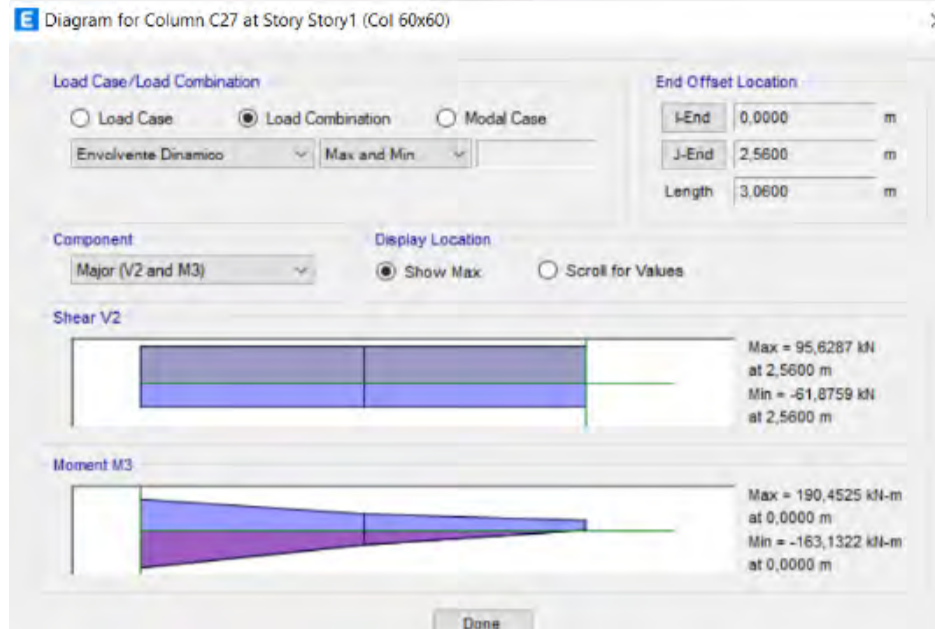 E Diagram for Column C27 at Story Story1 (Col 60x60)
Load Case/Load Combination
Load Case Load Combination Modal Case
Envolvente Dinamico Max and Min
End Offset Location
I-End 0,0000 m
J-End 2,5600 m
Length 3,0600 m
Component
Major (V2 and M3)
Display Location
Show Max Scroll for Values
Shear V2
Max = 95,6287 kN
at 2,5600 m
Min = -61,8759 kN
at 2,5600 m
Moment M3
Max = 190,4525 kN-m
at 0,0000 m
Min = -163,1322 kN-m
at 0,0000 m
Done